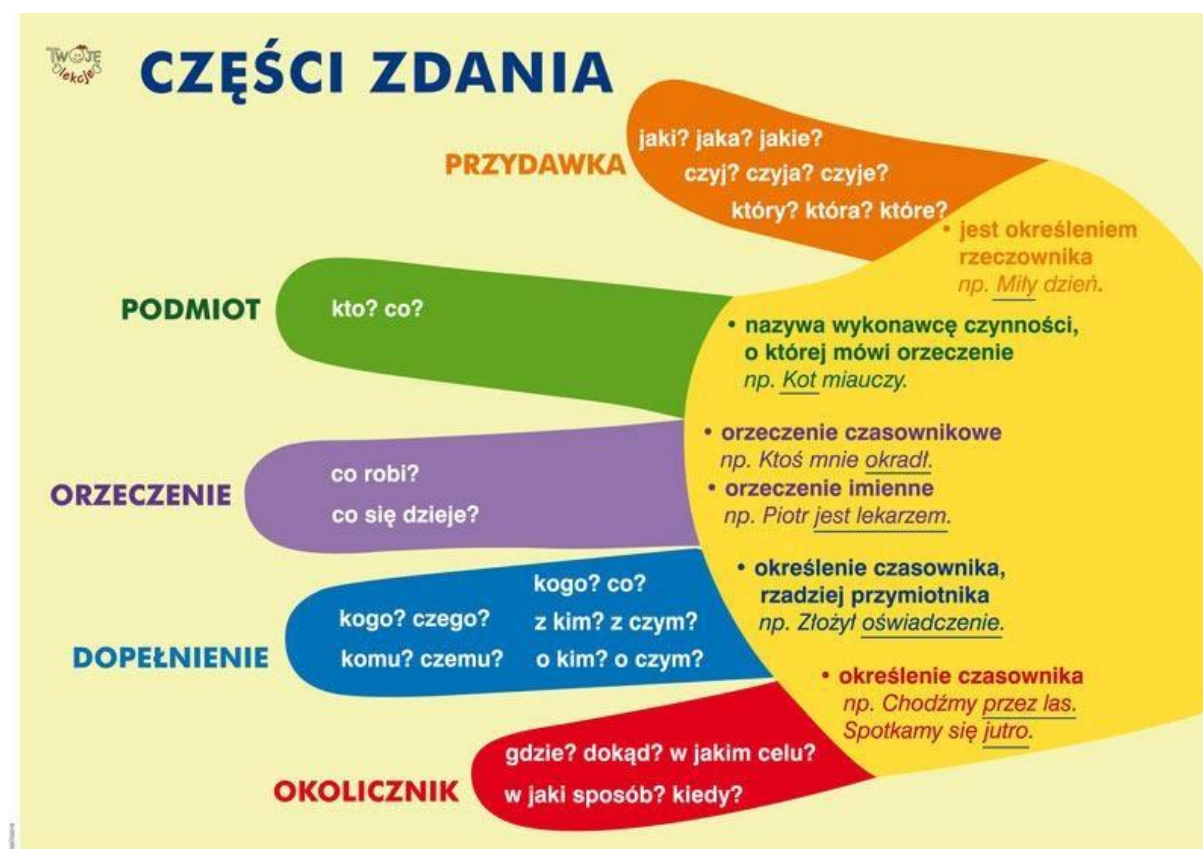 TWOJE
lekcje
CZĘŚCI ZDANIA
PRZYDAWKA
jaki? jaka? jakie?
czyj? czyja? czyje?
który? która? które?
• jest określeniem
rzeczownika
np. Miły dzień.
PODMIOT
kto? co?
• nazywa wykonawcę czynności,
o której mówi orzeczenie
np. Kot miauczy.
ORZECZENIE
co robi?
co się dzieje?
• orzeczenie czasownikowe
np. Ktoś mnie okradł.
• orzeczenie imienne
np. Piotr jest lekarzem.
DOPEŁNIENIE
kogo? co?
kogo? czego? z kim? z czym?
komu? czemu? o kim? o czym?
• określenie czasownika,
rzadziej przymiotnika
np. Złożył oświadczenie.
OKOLICZNIK
gdzie? dokąd? w jakim celu?
w jaki sposób? kiedy?
• określenie czasownika
np. Chodźmy przez las.
Spotkamy się jutro.